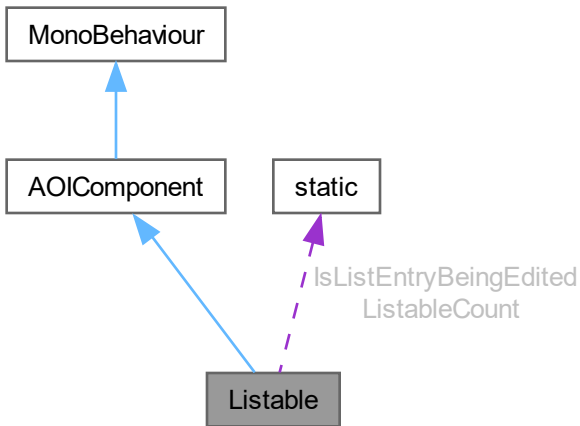 MonoBehaviour
AOIComponent
static
IsListEntryBeingEdited
ListableCount
Listable